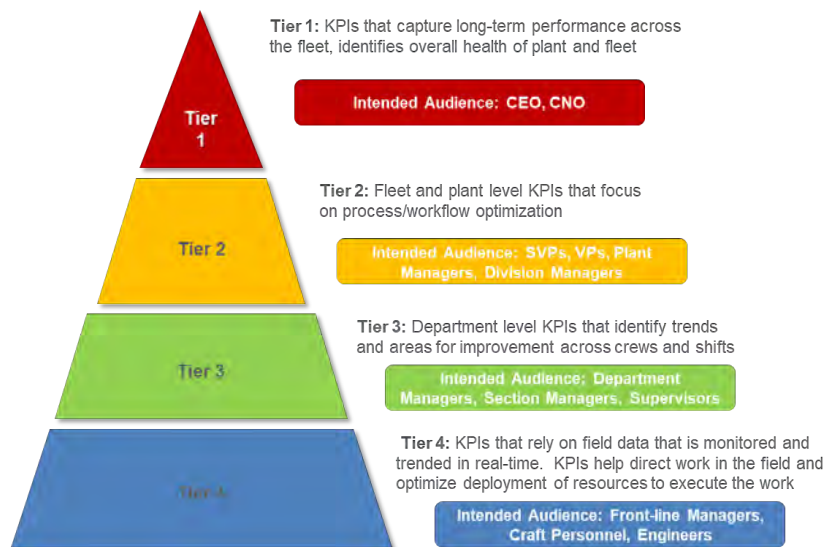 Tier 1: KPIs that capture long-term performance across
the fleet, identifies overall health of plant and fleet
Intended Audience: CEO, CNO
Tier
1
Tier 2: Fleet and plant level KPIs that focus
on process/workflow optimization
Tier 2
Intended Audience: SVPs, VPs, Plant
Managers, Division Managers
Tier 3: Department level KPIs that identify trends
and areas for improvement across crews and shifts
Tier 3
Intended Audience: Department
Managers, Section Managers, Supervisors
Tier 4: KPIs that rely on field data that is monitored and
trended in real-time. KPIs help direct work in the field and
optimize deployment of resources to execute the work
Tier 4
Intended Audience: Front-line Managers,
Craft Personnel, Engineers